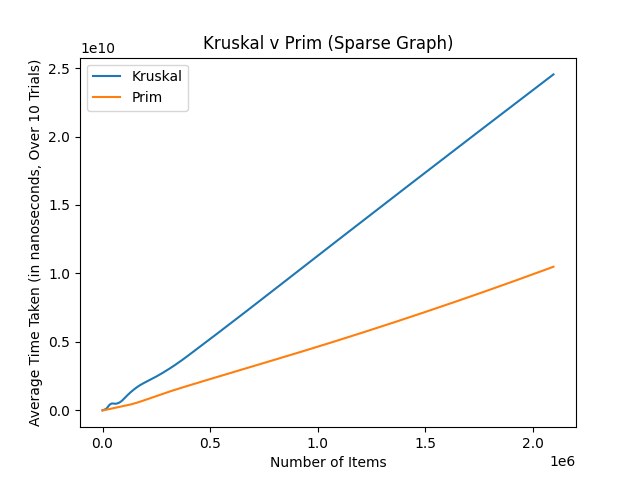 Kruskal v Prim (Sparse Graph)
1e10
Kruskal
Prim
Average Time Taken (in nanoseconds, Over 10 Trials)
2.5
2.0
1.5
1.0
0.5
0.0
0.0 0.5 1.0 1.5 2.0
1e6
Number of Items